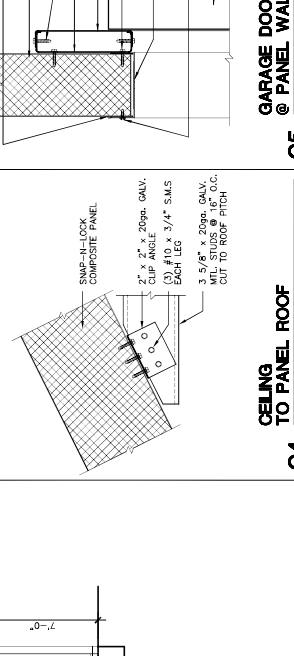 GARAGE DOO
@ PANEL WAL
SNAP-N-LOCK
COMPOSITE PANEL
2" x 2" x 20ga. GALV.
CLIP ANGLE
(3) #10 x 3/4" S.M.S
EACH LEG
3 5/8" x 20ga. GALV.
MTL. STUDS @ 16" O.C.
CUT TO ROOF PITCH
CEILING
TO PANEL ROOF
7'-0"